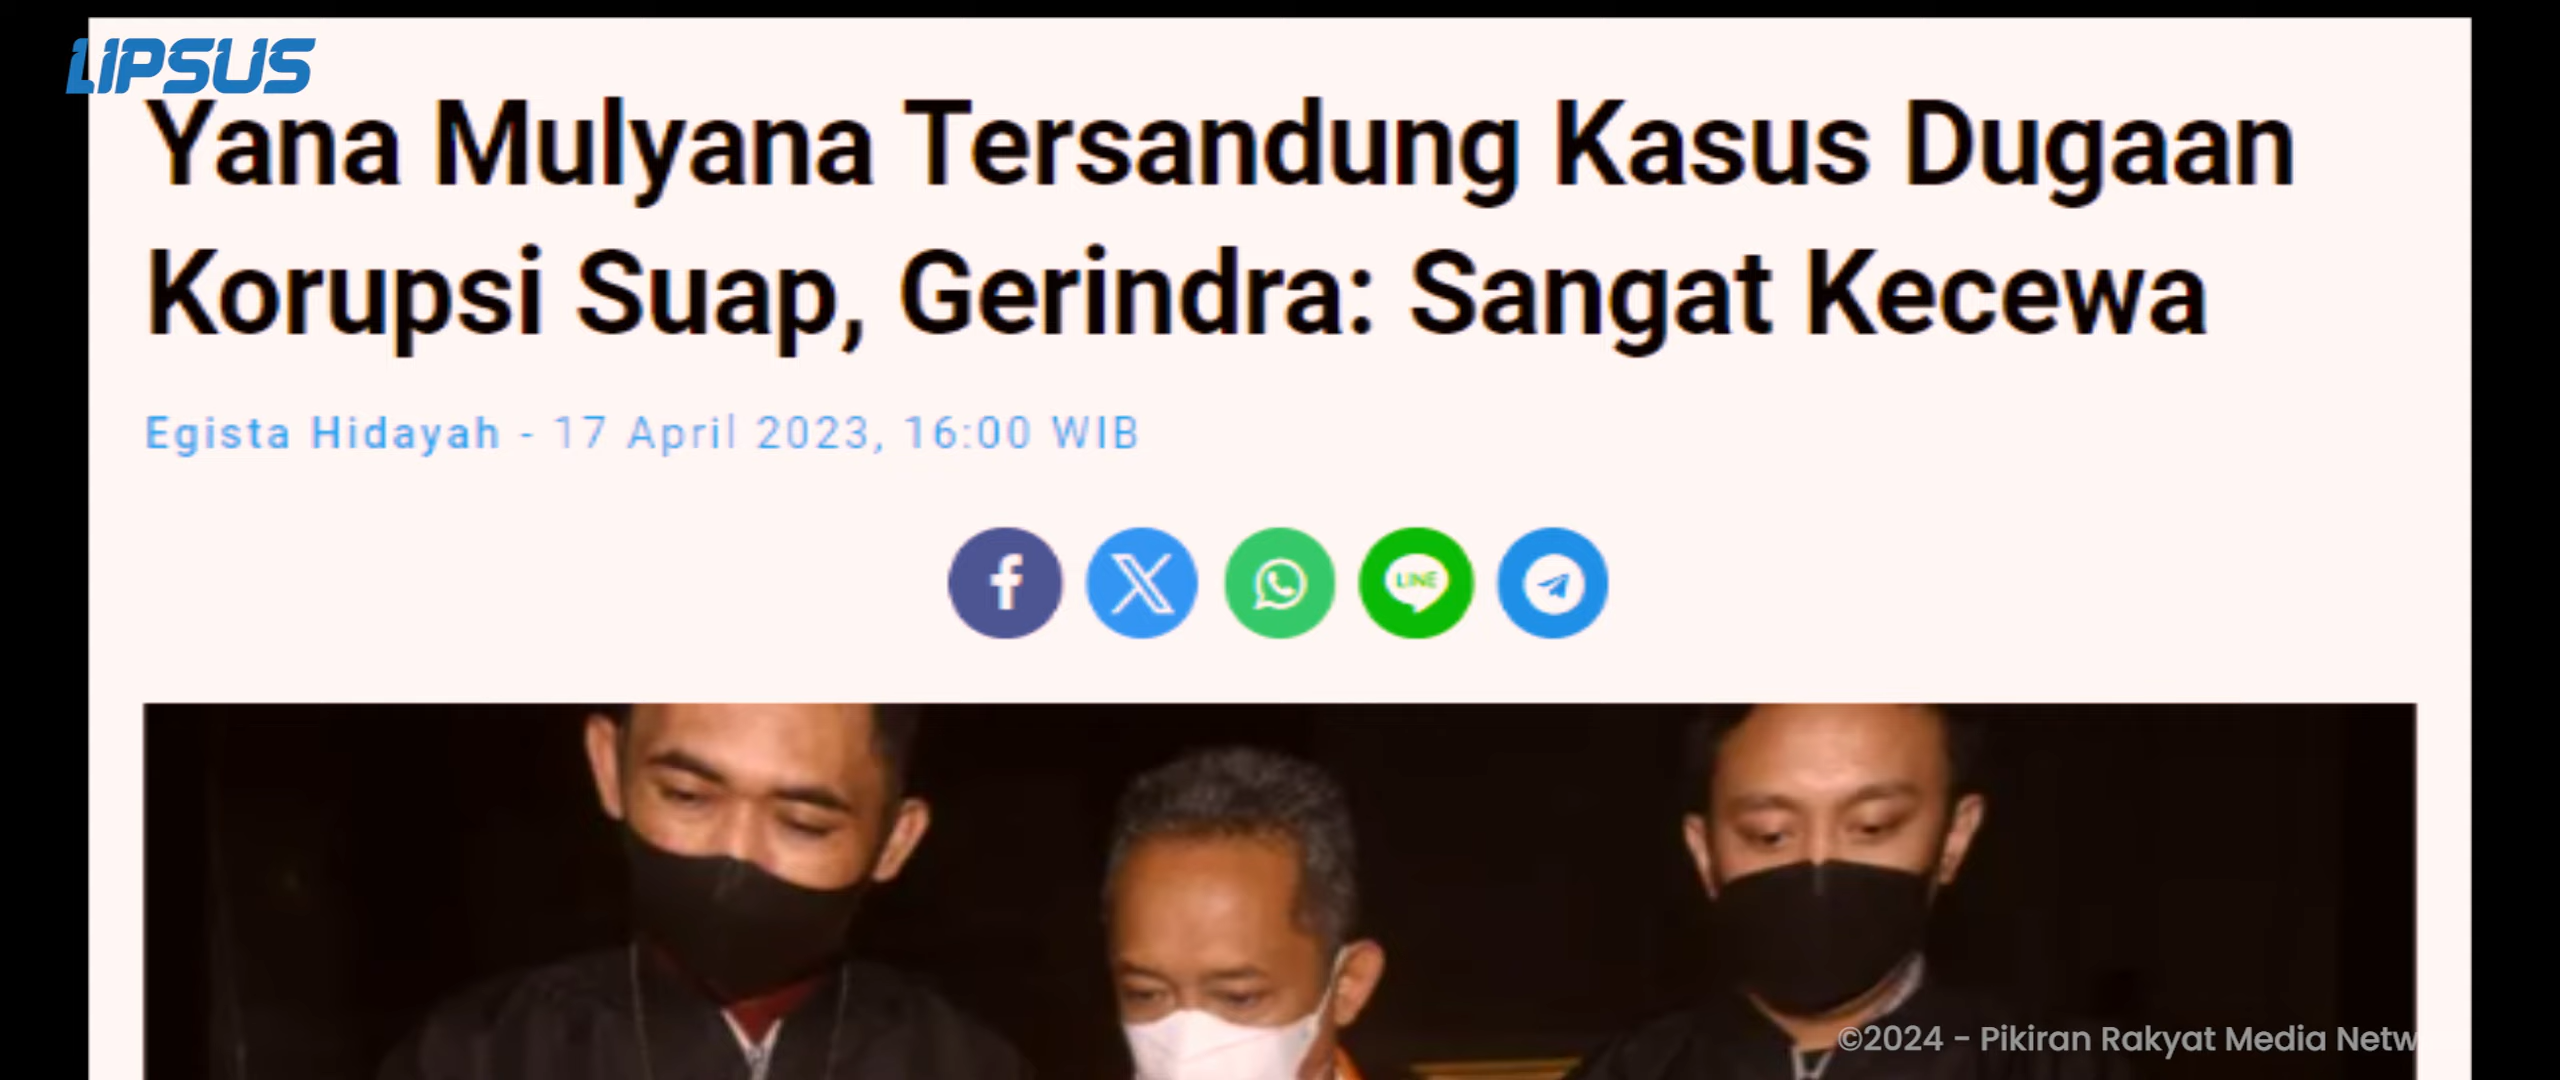 LIPSUS
Yana Mulyana Tersandung Kasus Dugaan
Korupsi Suap, Gerindra: Sangat Kecewa
Egista Hidayah - 17 April 2023, 16:00 WIB
LINE
©2024 - Pikiran Rakyat Media Netw